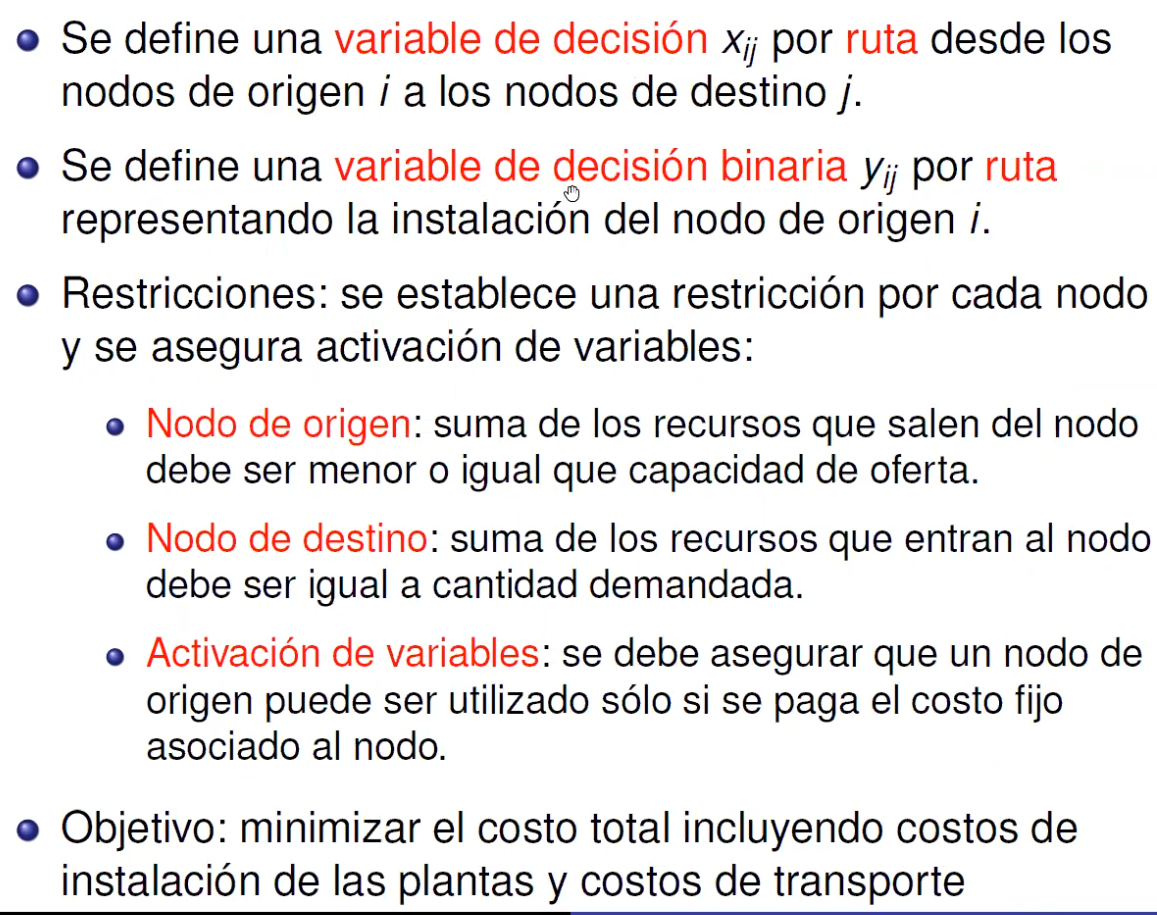 Se define una variable de decisión xij por ruta desde los
nodos de origen i a los nodos de destino j.
Se define una variable de decisión binaria yij por ruta
representando la instalación del nodo de origen i.
Restricciones: se establece una restricción por cada nodo
y se asegura activación de variables:
Nodo de origen: suma de los recursos que salen del nodo
debe ser menor o igual que capacidad de oferta.
Nodo de destino: suma de los recursos que entran al nodo
debe ser igual a cantidad demandada.
Activación de variables: se debe asegurar que un nodo de
origen puede ser utilizado sólo si se paga el costo fijo
asociado al nodo.
Objetivo: minimizar el costo total incluyendo costos de
instalación de las plantas y costos de transporte